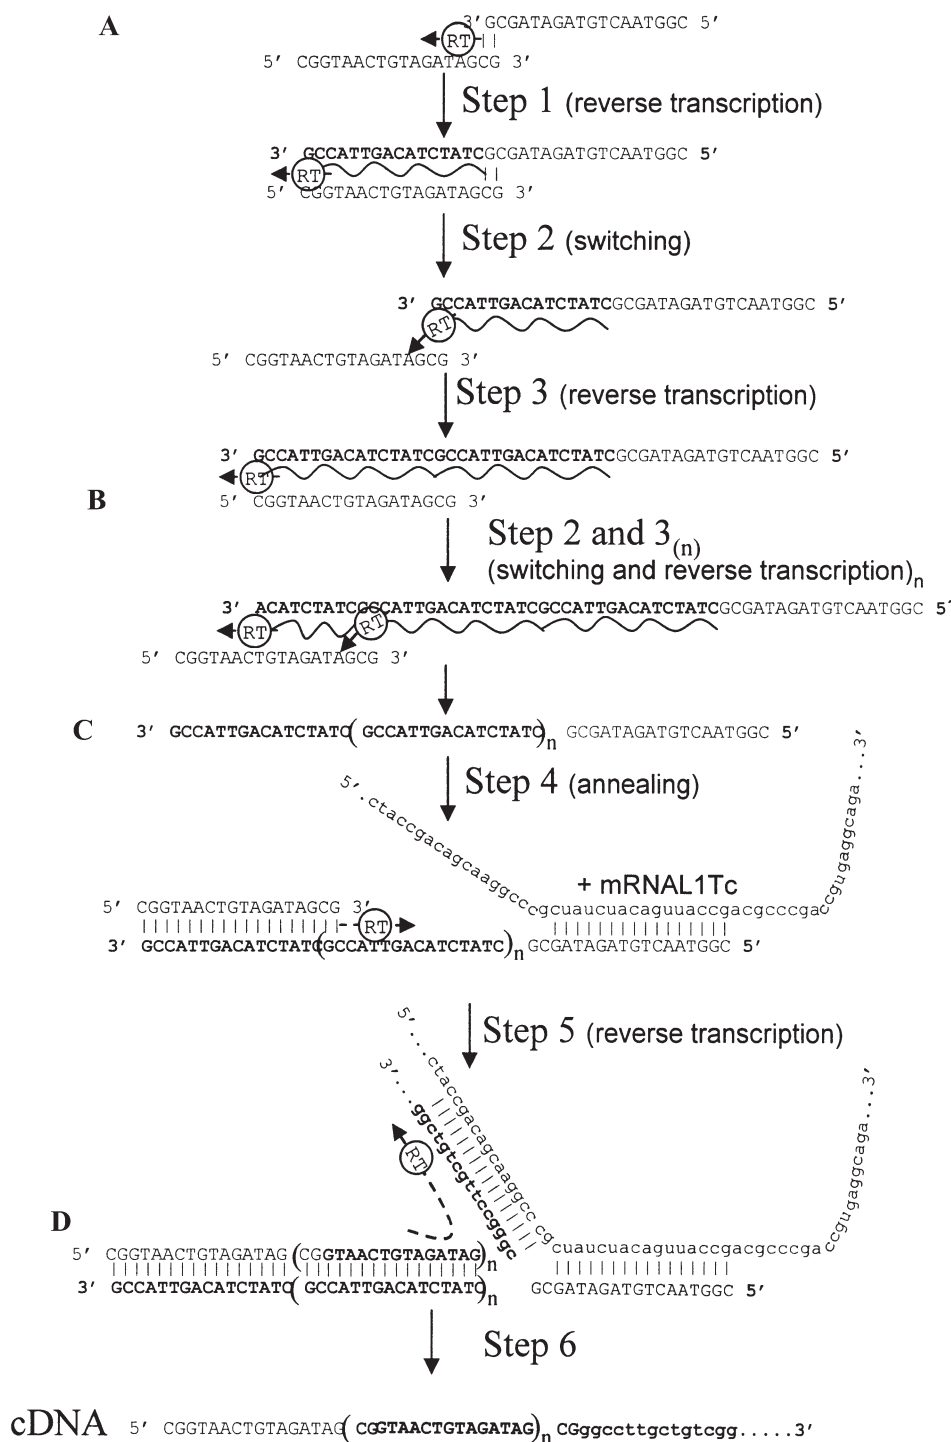 A
3′GCGATAGATGTCAATGGC 5′
RT
5′ CGGTAACTGTAGATAGCG 3′
Step 1 (reverse transcription)
3′ GCCATTGACATCTATCGCGATAGATGTCAATGGC 5′
RT
5′ CGGTAACTGTAGATAGCG 3′
Step 2 (switching)
3′ GCCATTGACATCTATCGCGATAGATGTCAATGGC 5′
RT
5′ CGGTAACTGTAGATAGCG 3′
Step 3 (reverse transcription)
3′ GCCATTGACATCTATCGCCATTGACATCTATCGCGATAGATGTCAATGGC 5′
RT
B
5′ CGGTAACTGTAGATAGCG 3′
Step 2 and 3(n)
(switching and reverse transcription)n
3′ ACATCTATCGCCATTGACATCTATCGCCATTGACATCTATCGCGATAGATGTCAATGGC 5′
RT RT
5′ CGGTAACTGTAGATAGCG 3′
C
3′ GCCATTGACATCTATC(GCCATTGACATCTATC)n GCGATAGATGTCAATGGC 5′
Step 4 (annealing)
5′.ctaccgacagcaaggcccgcuaucuacaguuaccgacgcccgaccgugaggcaga...3′
+ mRNAL1Tc
5′ CGGTAACTGTAGATAGCG 3′
RT
3′ GCCATTGACATCTATC(GCCATTGACATCTATC)n GCGATAGATGTCAATGGC 5′
Step 5 (reverse transcription)
5′...ctaccgacagcaaggcccgcuaucuacaguuaccgacgcccgaccgugaggcaga...3′
3′...ggctgtcgttccgggc
RT
D
5′ CGGTAACTGTAGATAG(CGGTAACTGTAGATAG)n
3′ GCCATTGACATCTATC(GCCATTGACATCTATC)n GCGATAGATGTCAATGGC 5′
Step 6
cDNA 5′ CGGTAACTGTAGATAG(CGGTAACTGTAGATAG)n CGggccttgctgtcgg.....3′